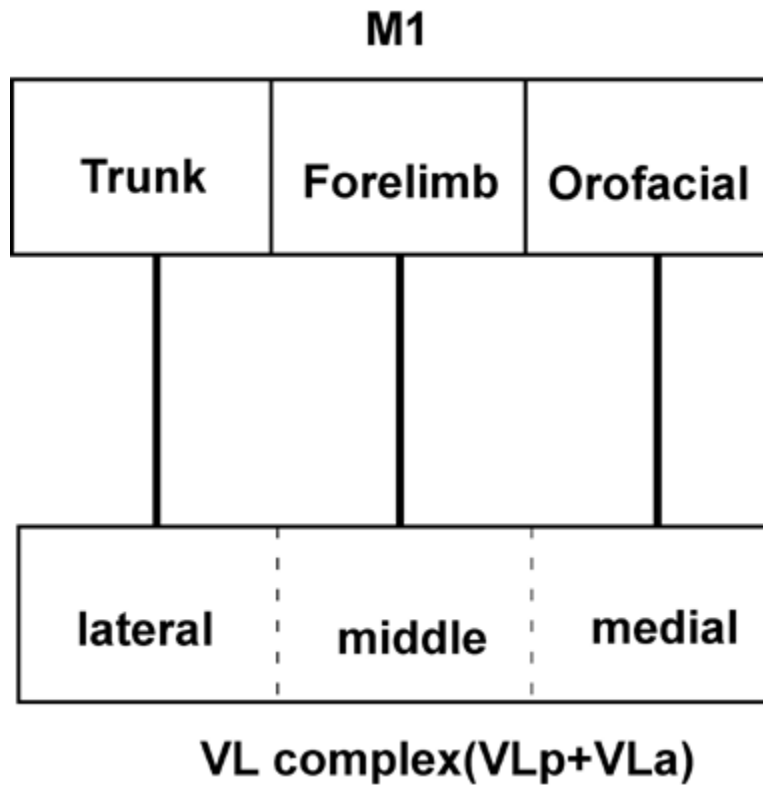 M1
Trunk
Forelimb
Orofacial
lateral
middle
medial
VL complex(VLp+VLa)